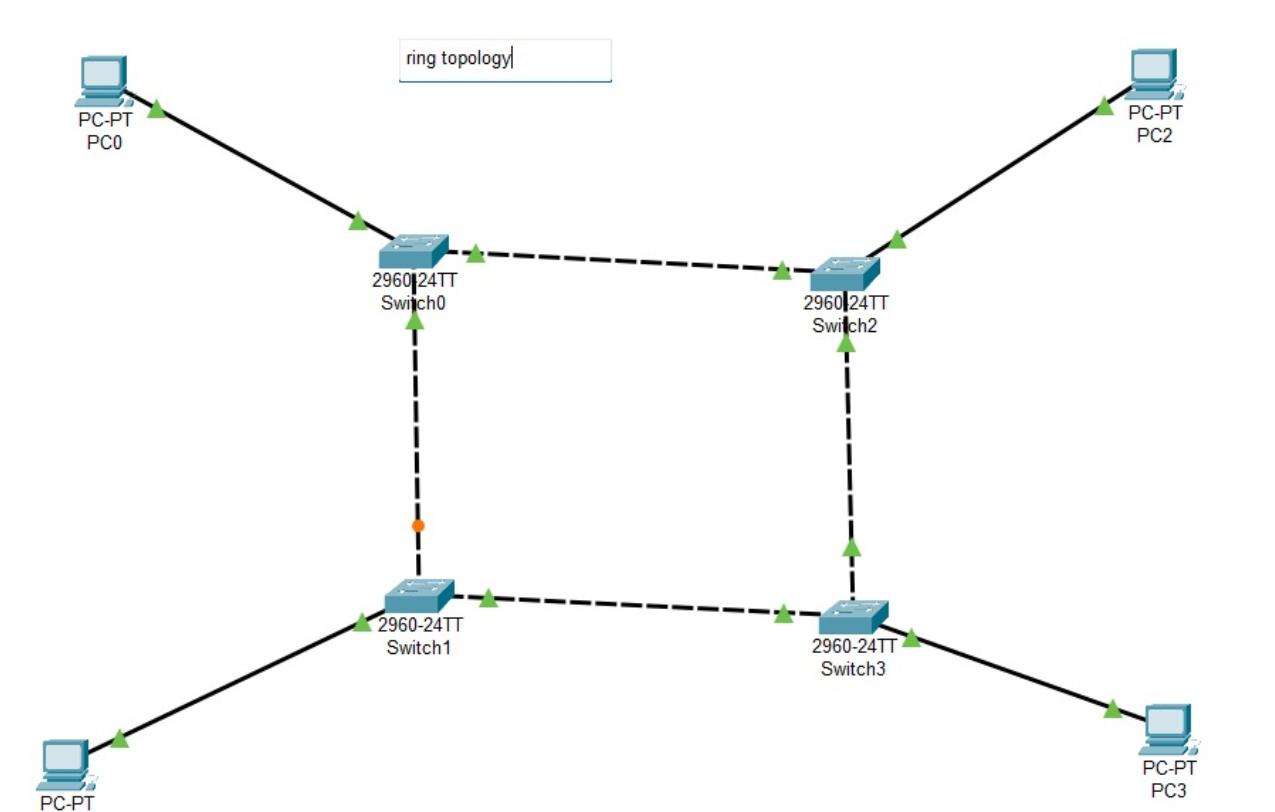 ring topology
PC-PT
PC0
PC-PT
PC2
2960-24TT
Switch0
2960-24TT
Switch2
2960-24TT
Switch1
2960-24TT
Switch3
PC-PT
PC-PT
PC3